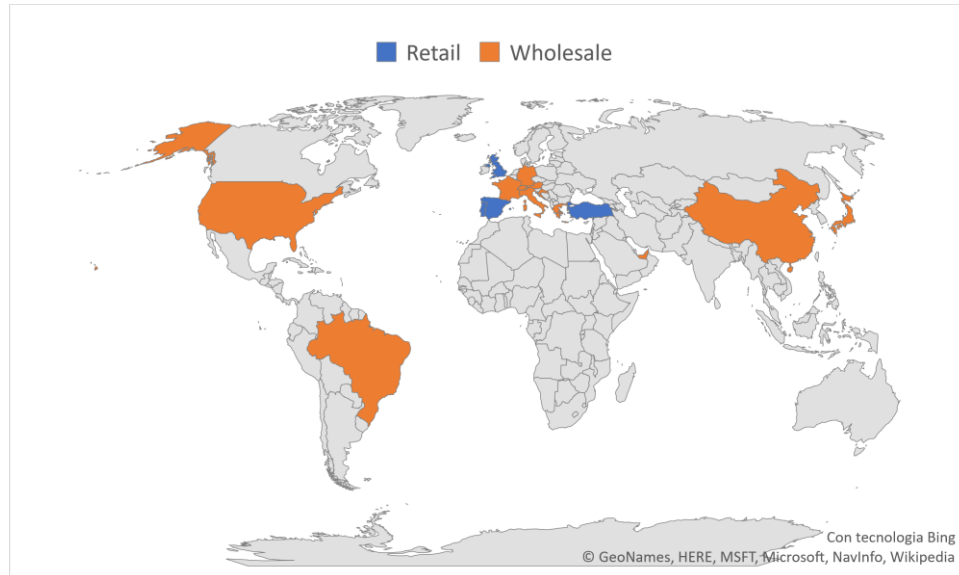 Retail Wholesale
Con tecnologia Bing
© GeoNames, HERE, MSFT, Microsoft, NavInfo, Wikipedia